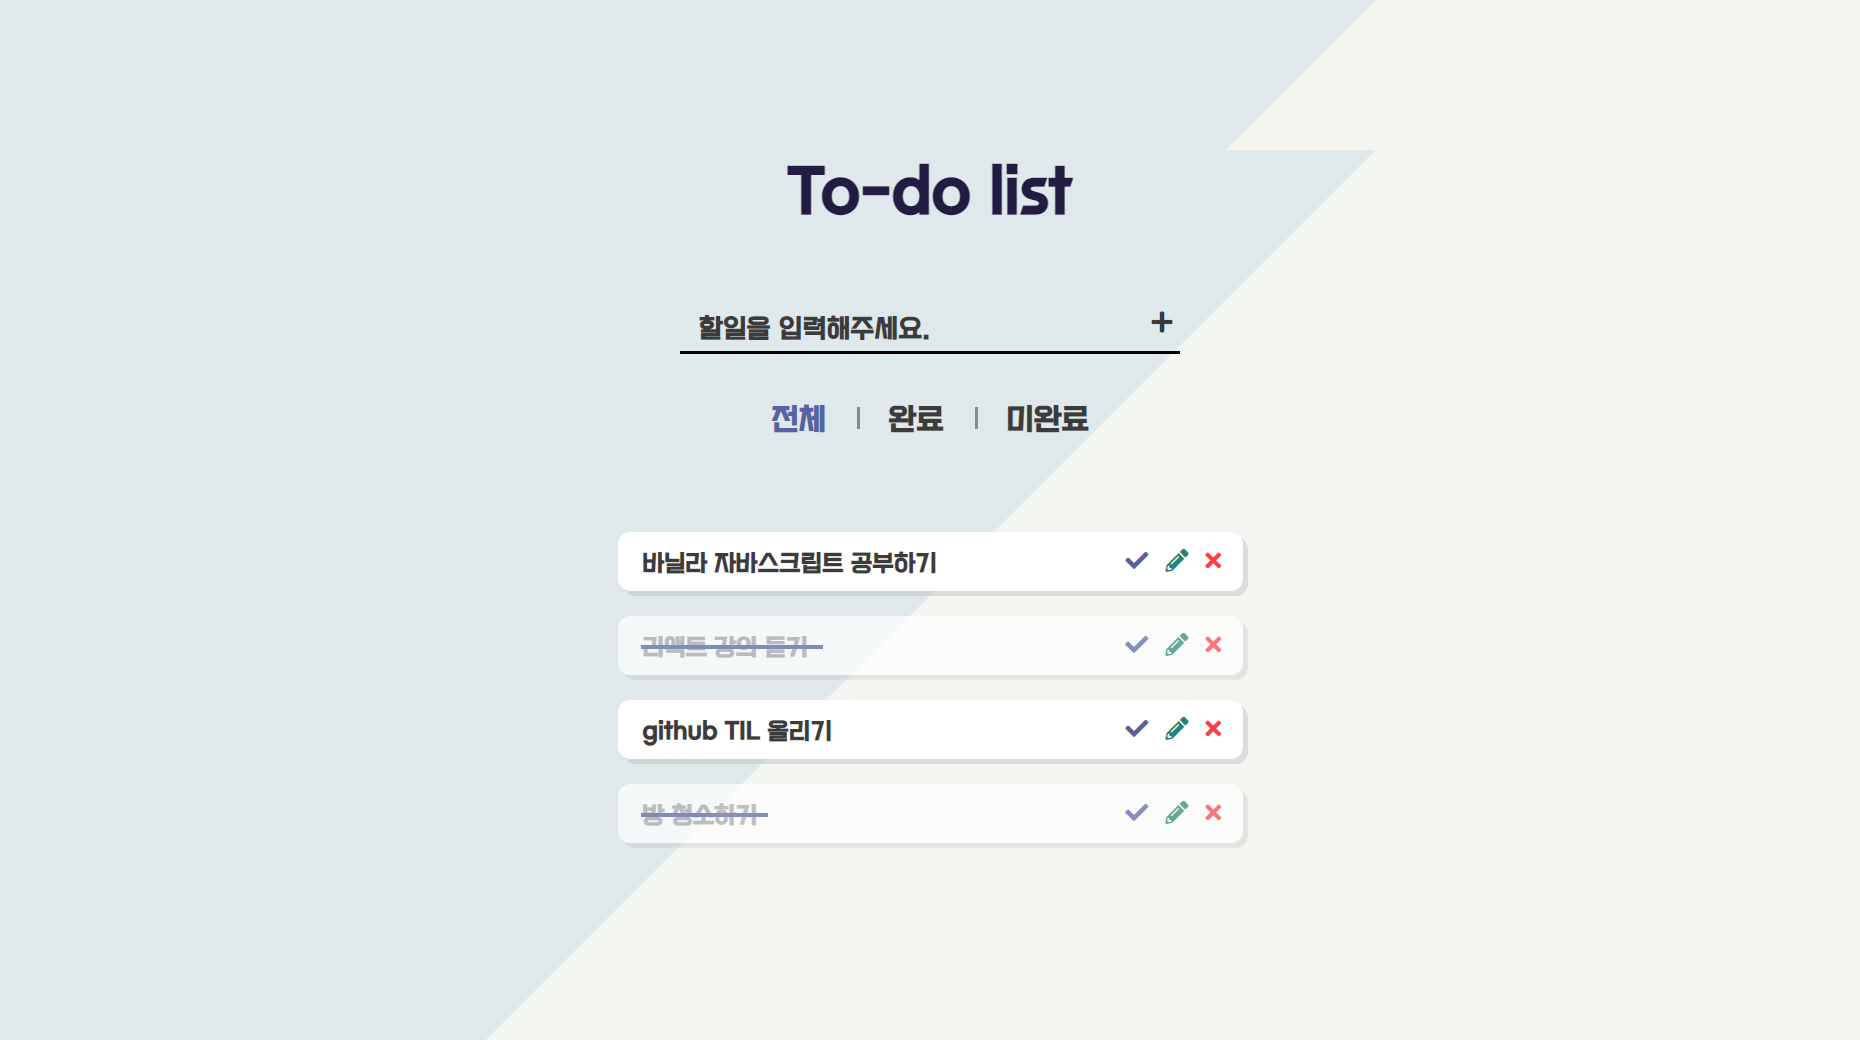 To-do list
할일을 입력해주세요.
전체 | 완료 | 미완료
바닐라 자바스크립트 공부하기
리액트 강의 듣기
github TIL 올리기
방 청소하기